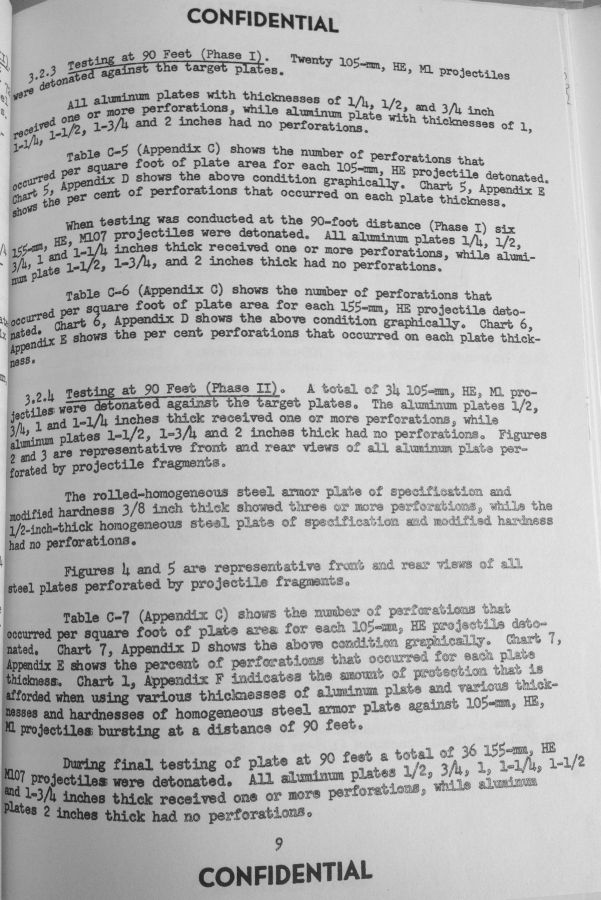 CONFIDENTIAL
3.2.3 Testing at 90 Feet (Phase I). Twenty 105-mm, HE, M1 projectiles
were detonated against the target plates.
All aluminum plates with thicknesses of 1/4, 1/2, and 3/4 inch
received one or more perforations, while aluminum plate with thicknesses of 1,
1-1/4, 1-1/2, 1-3/4 and 2 inches had no perforations.
Table C-5 (Appendix C) shows the number of perforations that
occurred per square foot of plate area for each 105-mm, HE projectile detonated.
Chart 5, Appendix D shows the above condition graphically. Chart 5, Appendix E
shows the per cent of perforations that occurred on each plate thickness.
When testing was conducted at the 90-foot distance (Phase I) six
155-mm, HE, M107 projectiles were detonated. All aluminum plates 1/4, 1/2,
3/4, 1 and 1-1/4 inches thick received one or more perforations, while alumi-
num plate 1-1/2, 1-3/4, and 2 inches thick had no perforations.
Table C-6 (Appendix C) shows the number of perforations that
occurred per square foot of plate area for each 155-mm, HE projectile deto-
nated. Chart 6, Appendix D shows the above condition graphically. Chart 6,
Appendix E shows the per cent perforations that occurred on each plate thick-
ness.
3.2.4 Testing at 90 Feet (Phase II). A total of 34 105-mm, HE, M1 pro-
jectiles were detonated against the target plates. The aluminum plates 1/2,
3/4, 1 and 1-1/4 inches thick received one or more perforations, while
aluminum plates 1-1/2, 1-3/4 and 2 inches thick had no perforations. Figures
2 and 3 are representative front and rear views of all aluminum plate per-
forated by projectile fragments.
The rolled-homogeneous steel armor plate of specification and
modified hardness 3/8 inch thick showed three or more perforations, while the
1/2-inch-thick homogeneous steel plate of specification and modified hardness
had no perforations.
Figures 4 and 5 are representative front and rear views of all
steel plates perforated by projectile fragments.
Table C-7 (Appendix C) shows the number of perforations that
occurred per square foot of plate area for each 105-mm, HE projectile deto-
nated. Chart 7, Appendix D shows the above condition graphically. Chart 7,
Appendix E shows the percent of perforations that occurred for each plate
thickness. Chart 1, Appendix F indicates the amount of protection that is
afforded when using various thicknesses of aluminum plate and various thick-
nesses and hardnesses of homogeneous steel armor plate against 105-mm, HE,
M1 projectiles bursting at a distance of 90 feet.
During final testing of plate at 90 feet a total of 36 155-mm, HE
M107 projectiles were detonated. All aluminum plates 1/2, 3/4, 1, 1-1/4, 1-1/2
and 1-3/4 inches thick received one or more perforations, while aluminum
plates 2 inches thick had no perforations.
9
CONFIDENTIAL